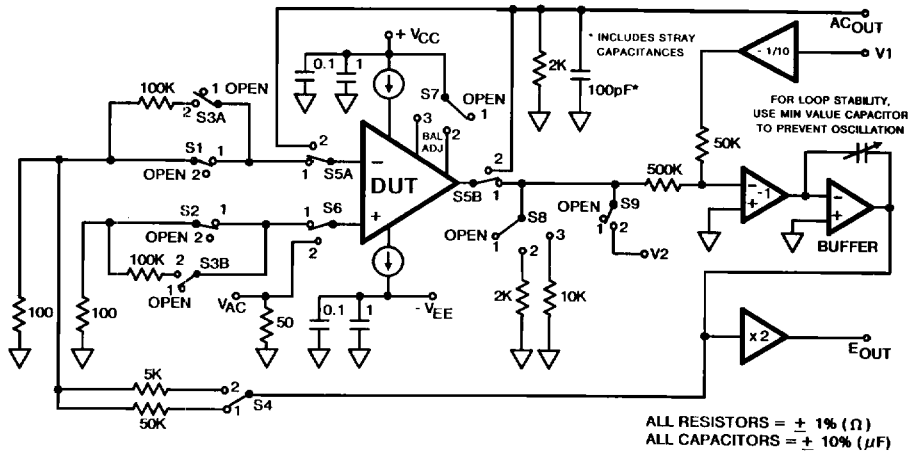 + VCC
AC OUT
* INCLUDES STRAY
CAPACITANCES
- 1/10
V1
0.1
1
2K
100pF*
100K
1 OPEN
2
S3A
S7
OPEN
1
3
BAL
ADJ
2
FOR LOOP STABILITY,
USE MIN VALUE CAPACITOR
TO PREVENT OSCILLATION
50K
S1
1
OPEN 2
2
1
S5A
−
DUT
+
2
S5B
1
500K
−
-1
+
−
+
BUFFER
S2
1
OPEN 2
1
S6
2
S8
OPEN
1
2
3
S9
OPEN
1
2
V2
100K
2
S3B
1
OPEN
100
100
VAC
50
0.1
1
- VEE
2K
10K
x 2
E OUT
5K
2
50K
1
S4
ALL RESISTORS = ± 1% (Ω)
ALL CAPACITORS = ± 10% (μF)